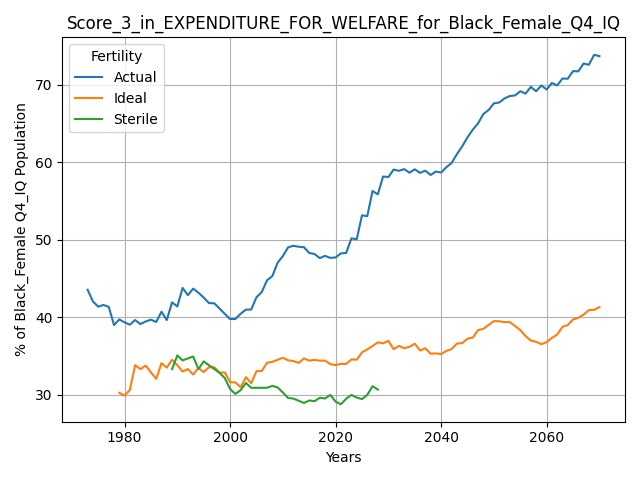 Score_3_in_EXPENDITURE_FOR_WELFARE_for_Black_Female_Q4_IQ
Fertility
Actual
Ideal
Sterile
% of Black_Female Q4_IQ Population
70
60
50
40
30
1980
2000
2020
2040
2060
Years